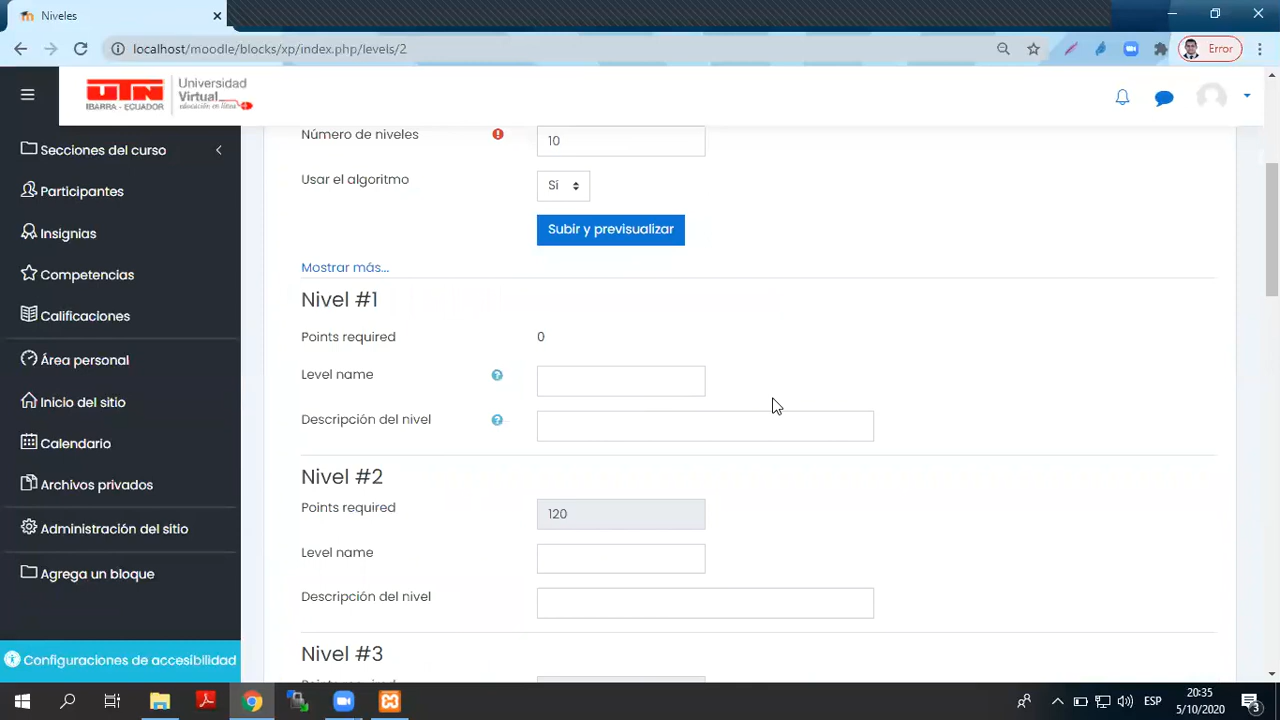 Niveles
localhost/moodle/blocks/xp/index.php/levels/2
Error
UTN
IBARRA - ECUADOR
Universidad
Virtual
educación en línea
Número de niveles
10
Secciones del curso
Usar el algoritmo
Sí
Participantes
Insignias
Subir y previsualizar
Competencias
Mostrar más...
Nivel #1
Calificaciones
Points required
0
Área personal
Level name
Inicio del sitio
Descripción del nivel
Calendario
Nivel #2
Archivos privados
Points required
120
Administración del sitio
Level name
Agrega un bloque
Descripción del nivel
Nivel #3
Configuraciones de accesibilidad
ESP
20:35
5/10/2020
3